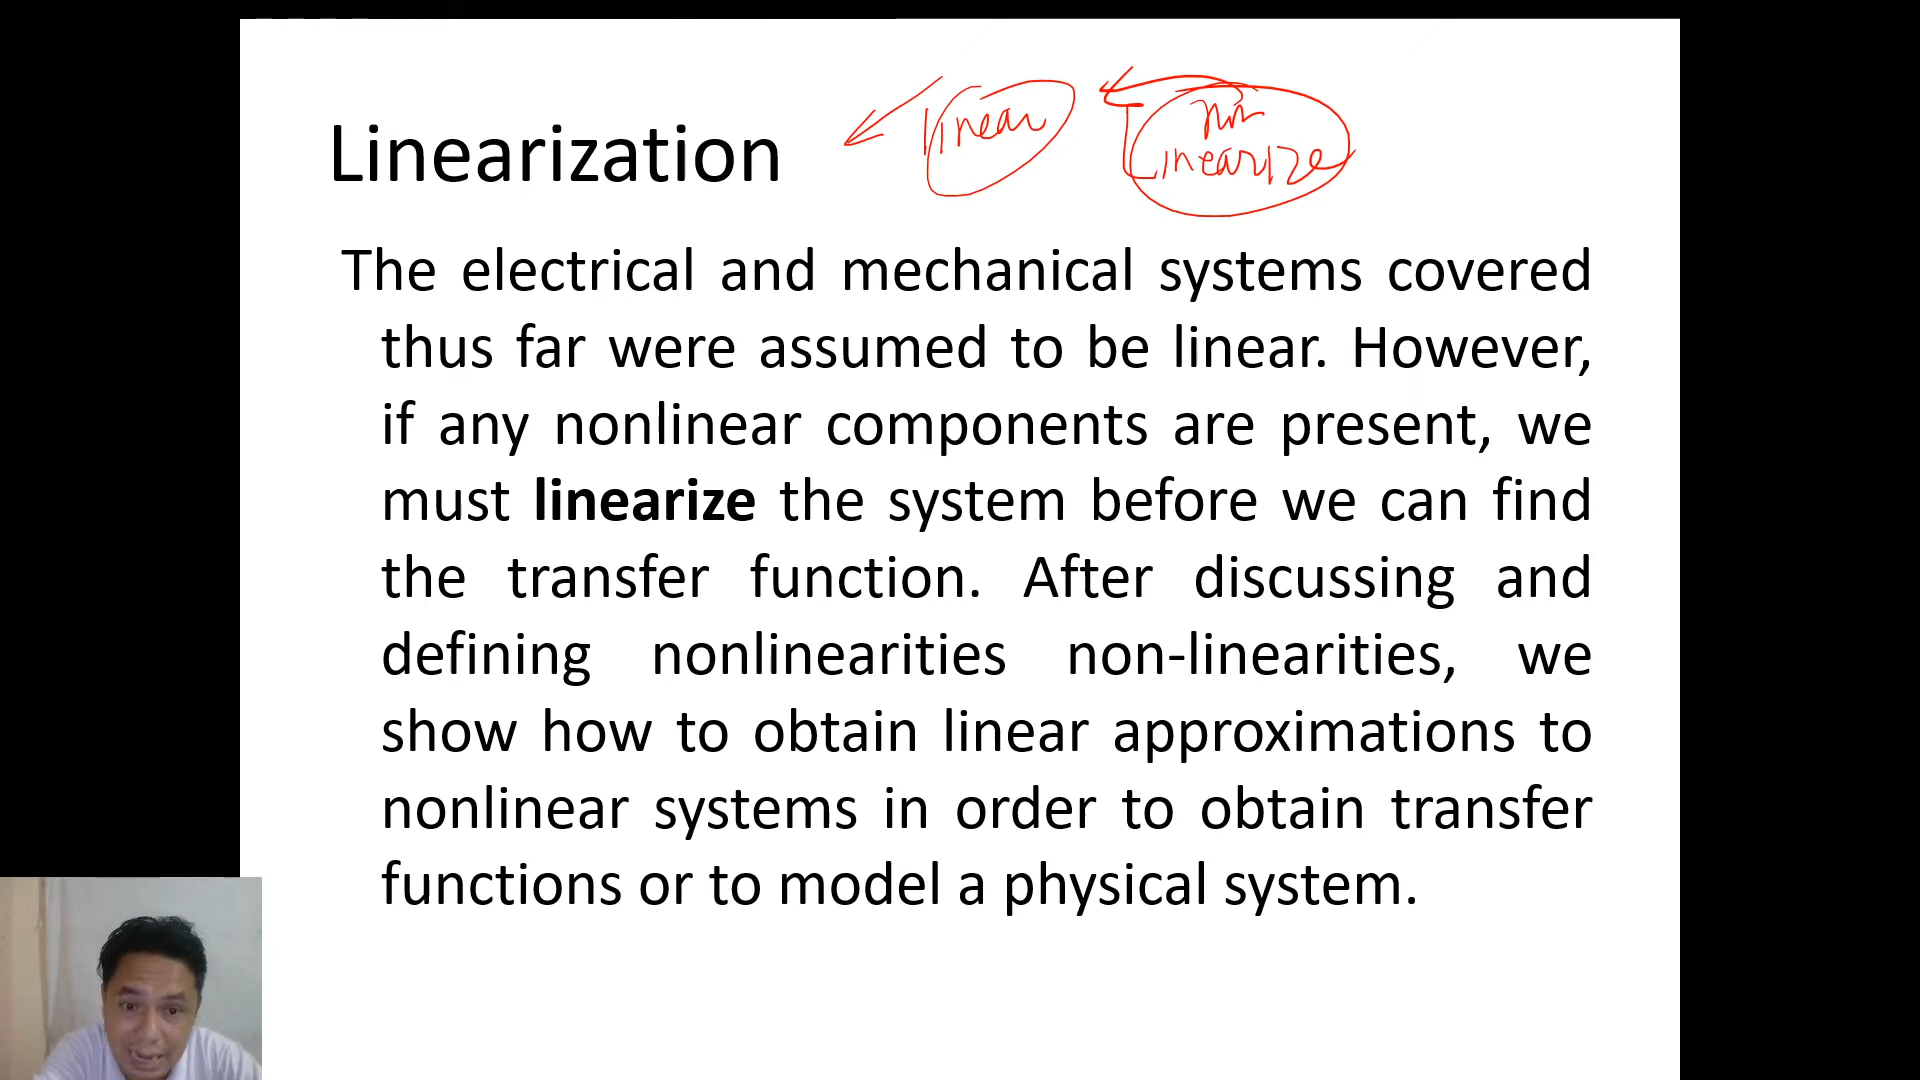 Linearization
linear
non
linearize
The electrical and mechanical systems covered
thus far were assumed to be linear. However,
if any nonlinear components are present, we
must linearize the system before we can find
the transfer function. After discussing and
defining nonlinearities non-linearities, we
show how to obtain linear approximations to
nonlinear systems in order to obtain transfer
functions or to model a physical system.